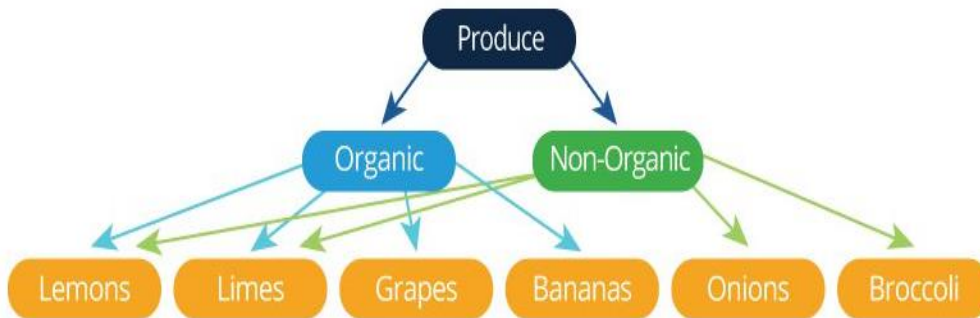 Produce
Organic
Non-Organic
Lemons
Limes
Grapes
Bananas
Onions
Broccoli